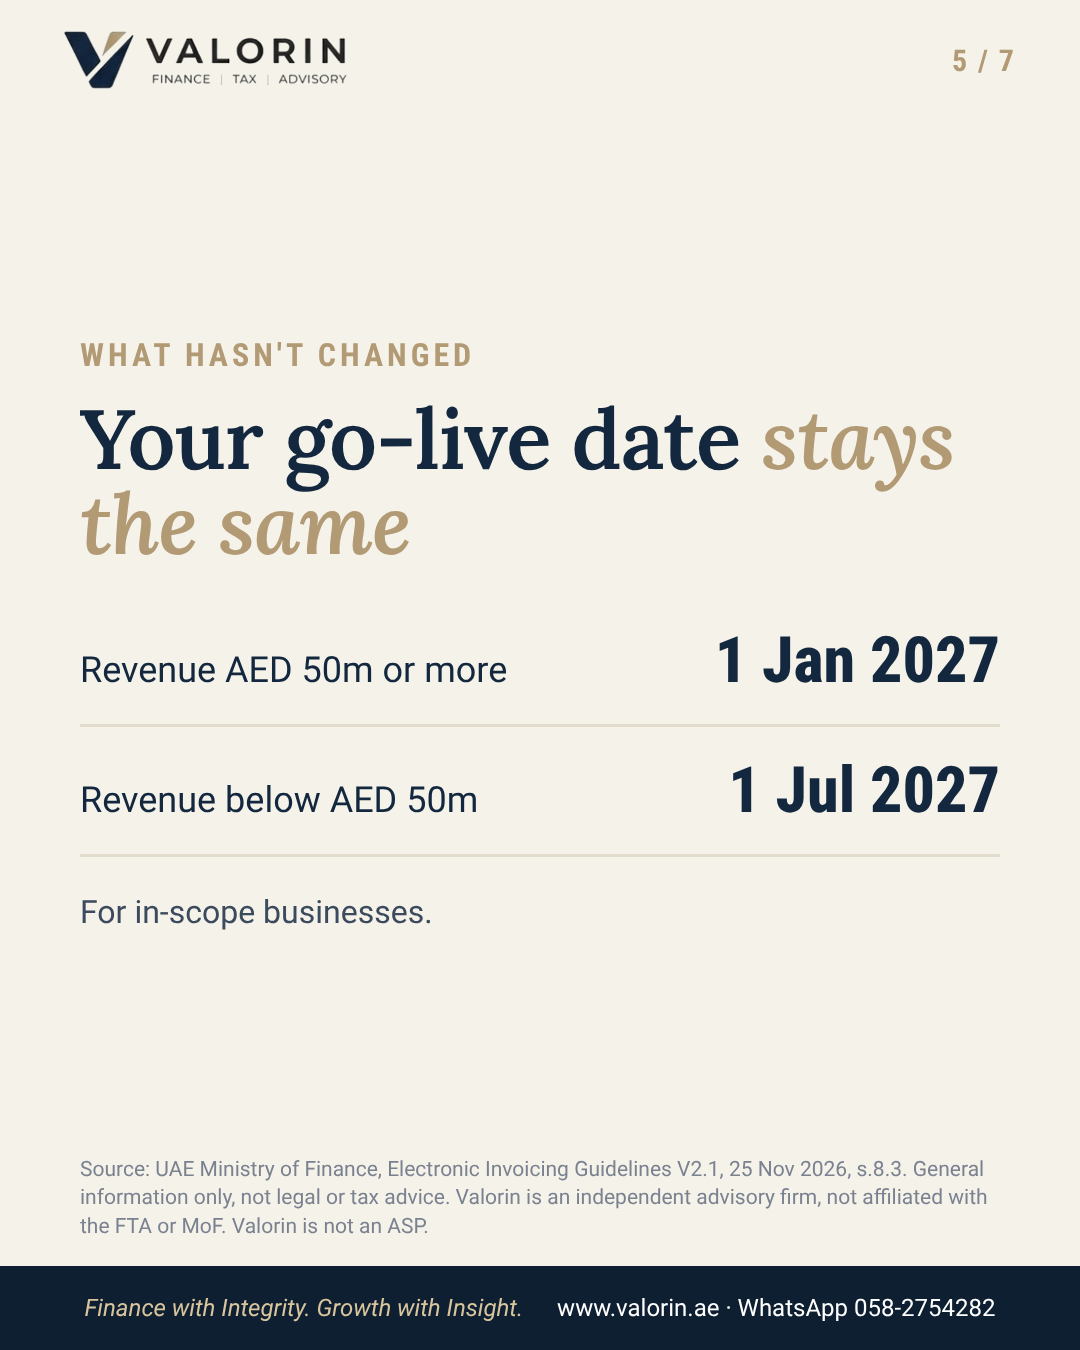 VALORIN
FINANCE | TAX | ADVISORY
5 / 7
WHAT HASN'T CHANGED
Your go-live date stays
the same
Revenue AED 50m or more
1 Jan 2027
Revenue below AED 50m
1 Jul 2027
For in-scope businesses.
Source: UAE Ministry of Finance, Electronic Invoicing Guidelines V2.1, 25 Nov 2026, s.8.3. General
information only, not legal or tax advice. Valorin is an independent advisory firm, not affiliated with
the FTA or MoF. Valorin is not an ASP.
Finance with Integrity. Growth with Insight.
www.valorin.ae · WhatsApp 058-2754282